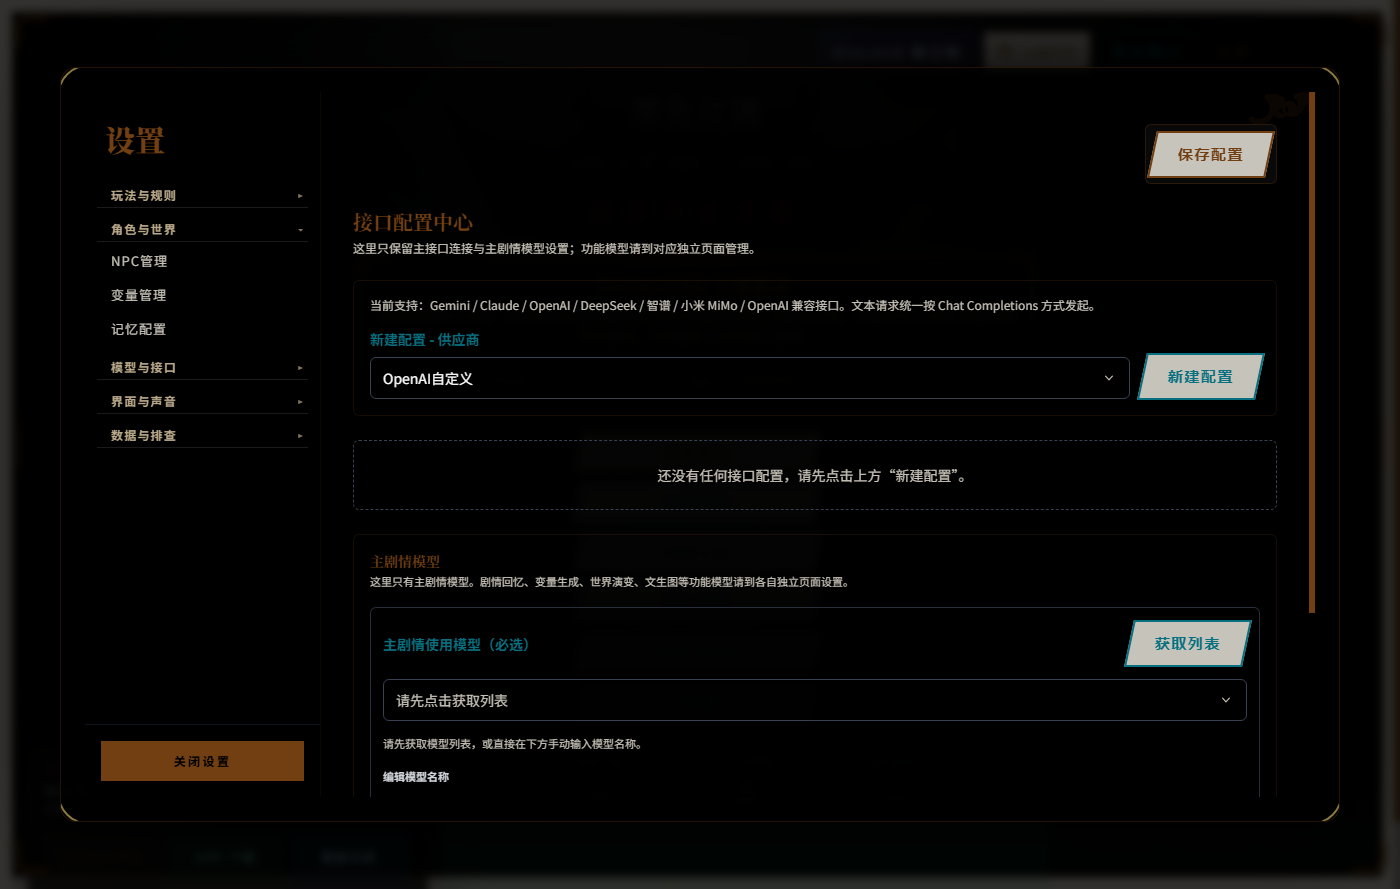 设置
玩法与规则
角色与世界
NPC管理
变量管理
记忆配置
模型与接口
界面与声音
数据与排查
关闭设置
保存配置
接口配置中心
这里只保留主接口连接与主剧情模型设置；功能模型请到对应独立页面管理。
当前支持：Gemini / Claude / OpenAI / DeepSeek / 智谱 / 小米 MiMo / OpenAI 兼容接口。文本请求统一按 Chat Completions 方式发起。
新建配置 - 供应商
OpenAI自定义
新建配置
还没有任何接口配置，请先点击上方“新建配置”。
主剧情模型
这里只有主剧情模型。剧情回忆、变量生成、世界演变、文生图等功能模型请到各自独立页面设置。
主剧情使用模型（必选）
获取列表
请先点击获取列表
请先获取模型列表，或直接在下方手动输入模型名称。
编辑模型名称